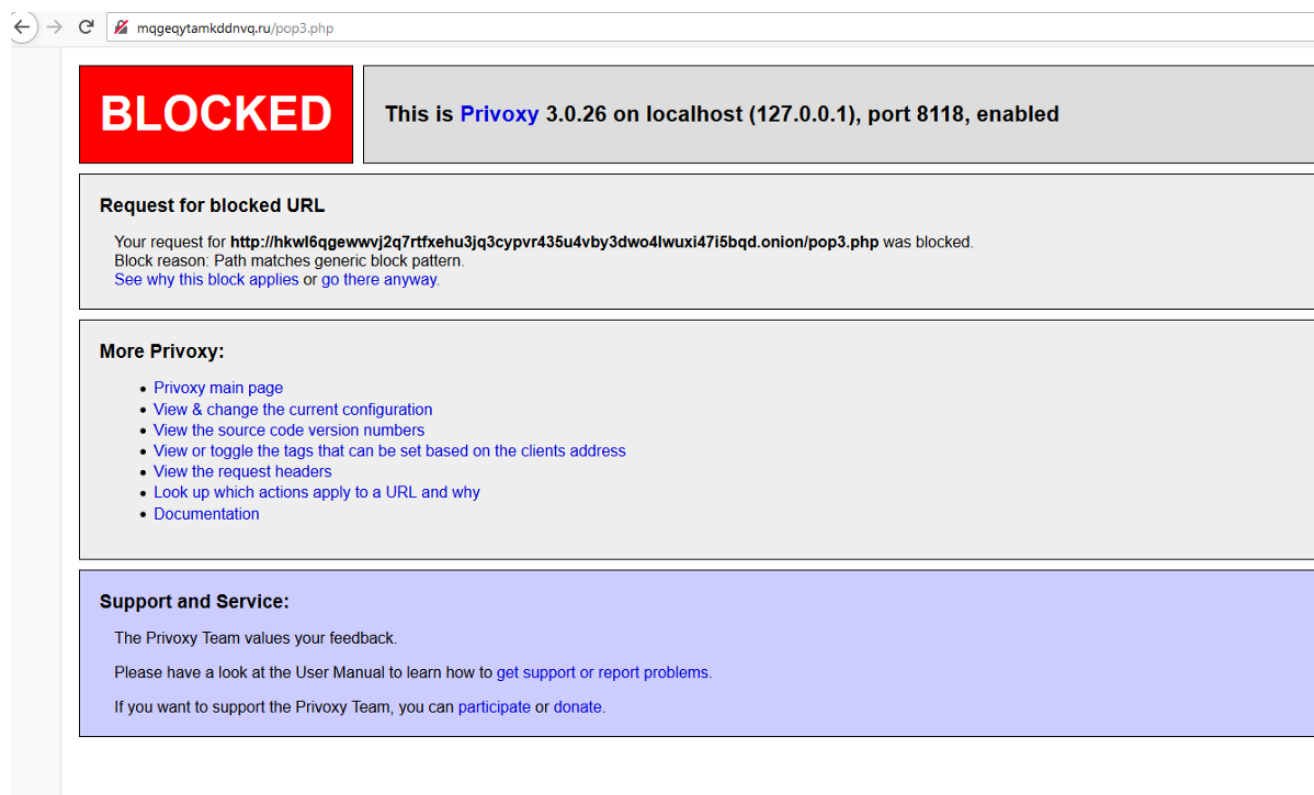 mqgeqytamkddnvq.ru/pop3.php
BLOCKED
This is Privoxy 3.0.26 on localhost (127.0.0.1), port 8118, enabled
Request for blocked URL
Your request for http://hkwl6qgewwvj2q7rtfxehu3jq3cypvr435u4vby3dwo4lwuxi47i5bqd.onion/pop3.php was blocked.
Block reason: Path matches generic block pattern.
See why this block applies or go there anyway.
More Privoxy:
• Privoxy main page
• View & change the current configuration
• View the source code version numbers
• View or toggle the tags that can be set based on the clients address
• View the request headers
• Look up which actions apply to a URL and why
• Documentation
Support and Service:
The Privoxy Team values your feedback.
Please have a look at the User Manual to learn how to get support or report problems.
If you want to support the Privoxy Team, you can participate or donate.